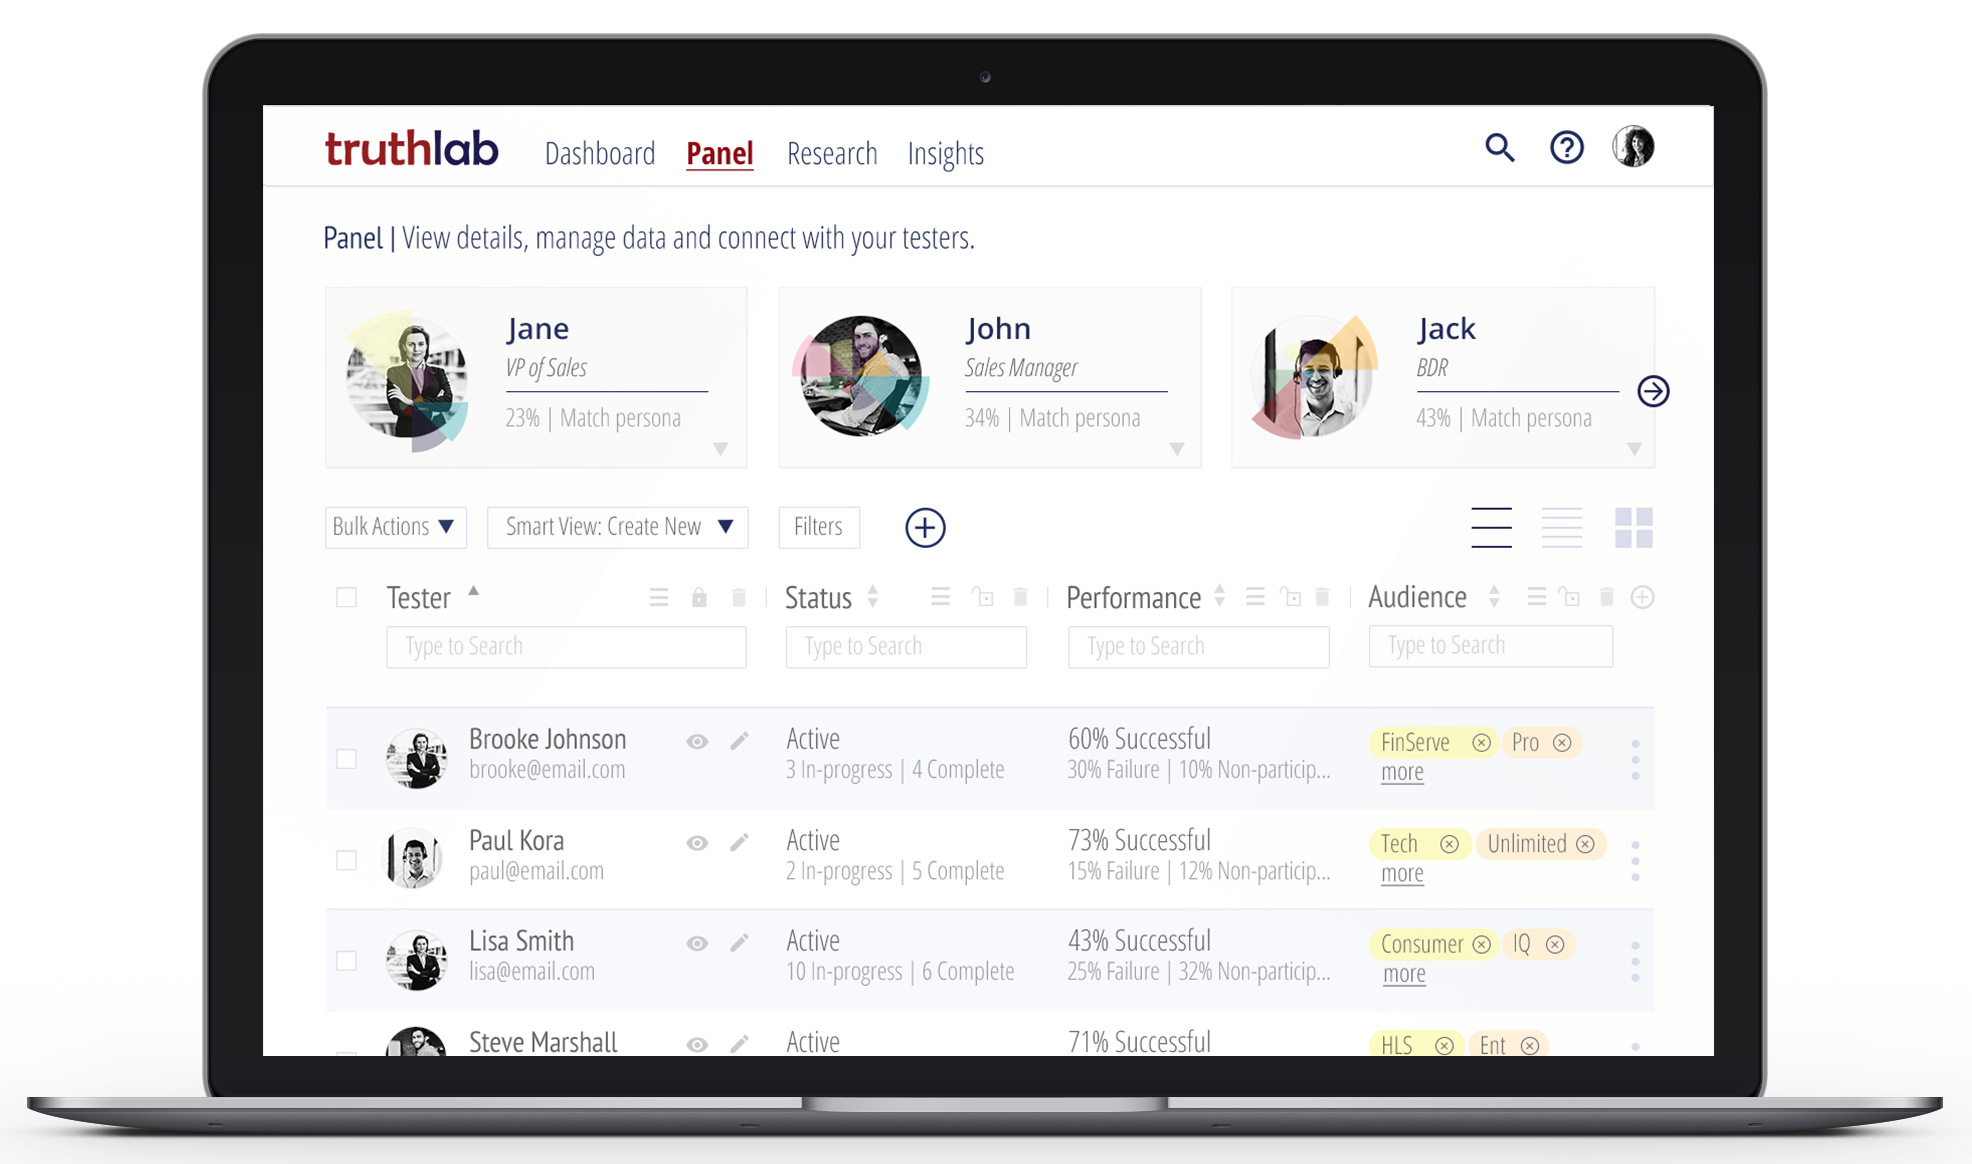 truthlab Dashboard Panel Research Insights
Panel | View details, manage data and connect with your testers.
Jane
VP of Sales
23% | Match persona
John
Sales Manager
34% | Match persona
Jack
BDR
43% | Match persona
Bulk Actions Smart View: Create New Filters
Tester Status Performance Audience
Type to Search Type to Search Type to Search Type to Search
Brooke Johnson Active 60% Successful FinServe Pro
brooke@email.com 3 In-progress | 4 Complete 30% Failure | 10% Non-particip... more
Paul Kora Active 73% Successful Tech Unlimited
paul@email.com 2 In-progress | 5 Complete 15% Failure | 12% Non-particip... more
Lisa Smith Active 43% Successful Consumer IQ
lisa@email.com 10 In-progress | 6 Complete 25% Failure | 32% Non-particip... more
Steve Marshall Active 71% Successful HLS Ent